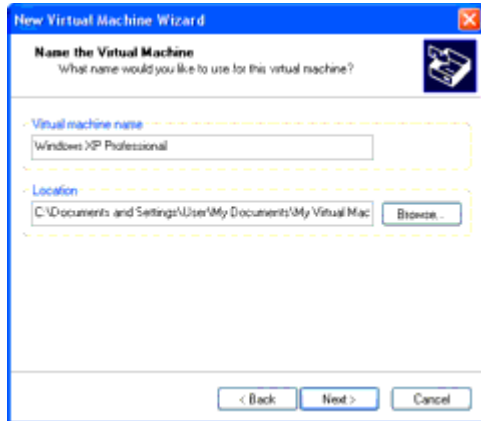 New Virtual Machine Wizard
Name the Virtual Machine
What name would you like to use for this virtual machine?
Virtual machine name
Windows XP Professional
Location
C:\Documents and Settings\User\My Documents\My Virtual Mac
Browse...
< Back
Next >
Cancel